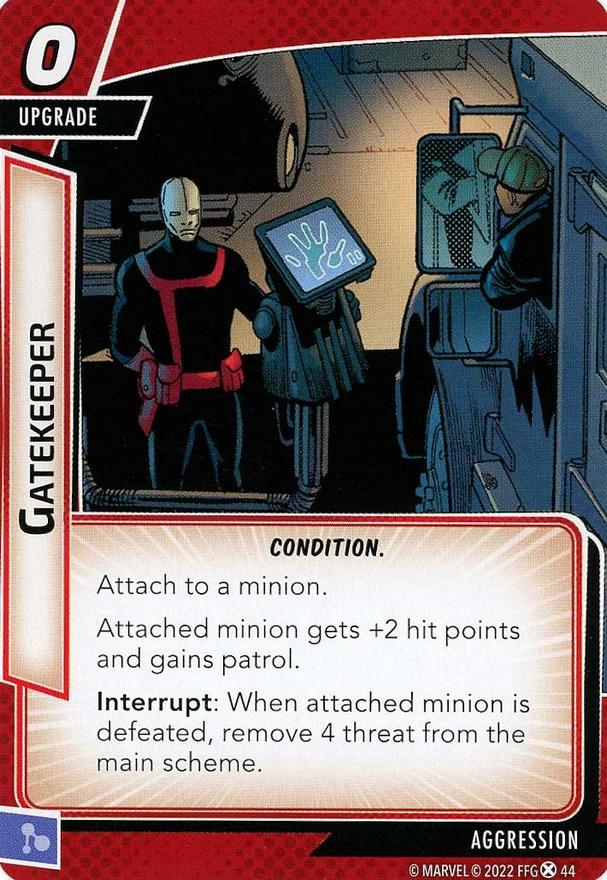 0
UPGRADE
GATEKEEPER
CONDITION.
Attach to a minion.
Attached minion gets +2 hit points
and gains patrol.
Interrupt: When attached minion is
defeated, remove 4 threat from the
main scheme.
AGGRESSION
© MARVEL © 2022 FFG 44